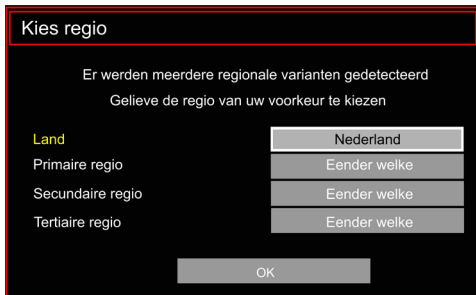 Kies regio
Er werden meerdere regionale varianten gedetecteerd
Gelieve de regio van uw voorkeur te kiezen
Land Nederland
Primaire regio Eender welke
Secundaire regio Eender welke
Tertiaire regio Eender welke
OK